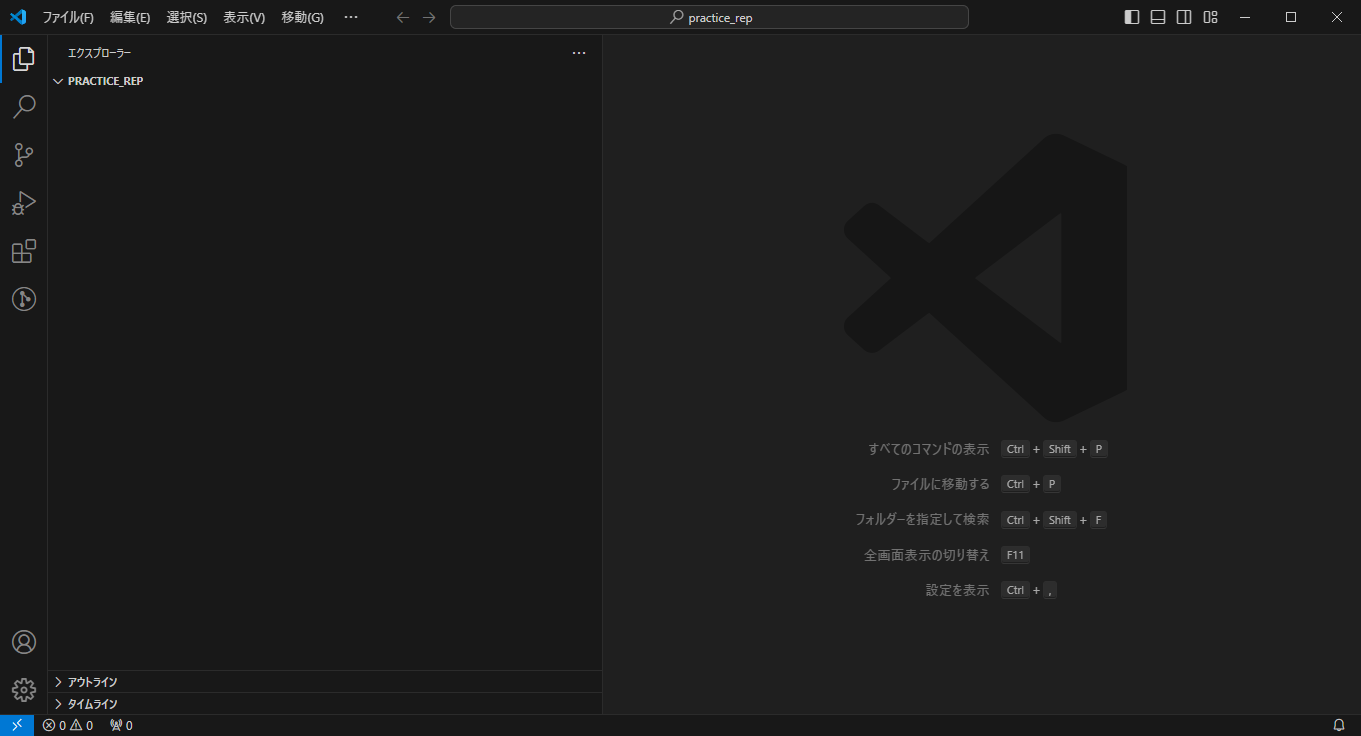 ファイル(F) 編集(E) 選択(S) 表示(V) 移動(G) ··· practice_rep
エクスプローラー ···
PRACTICE_REP
すべてのコマンドの表示 Ctrl + Shift + P
ファイルに移動する Ctrl + P
フォルダーを指定して検索 Ctrl + Shift + F
全画面表示の切り替え F11
設定を表示 Ctrl + ,
アウトライン
タイムライン
0 0 0